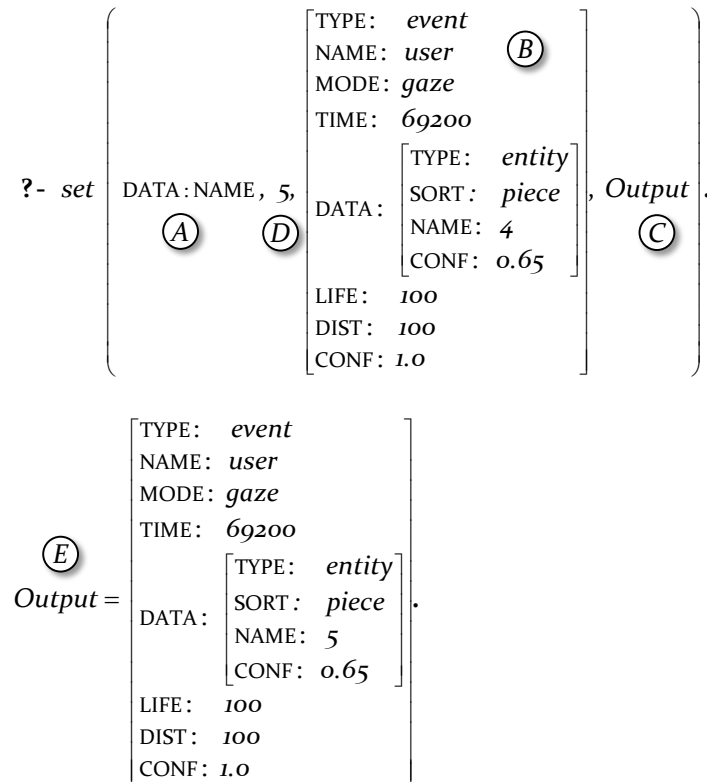 TYPE: event
NAME: user B
MODE: gaze
TIME: 69200
TYPE: entity
?- set DATA:NAME, 5, DATA: SORT: piece , Output .
A D NAME: 4 C
CONF: 0.65
LIFE: 100
DIST: 100
CONF: 1.0
TYPE: event
NAME: user
MODE: gaze
TIME: 69200
E TYPE: entity
Output = DATA: SORT: piece .
NAME: 5
CONF: 0.65
LIFE: 100
DIST: 100
CONF: 1.0